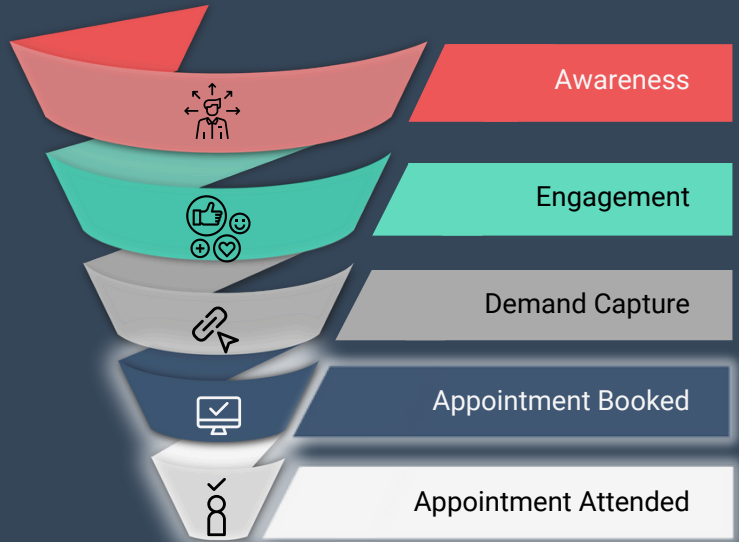 Awareness
Engagement
Demand Capture
Appointment Booked
Appointment Attended